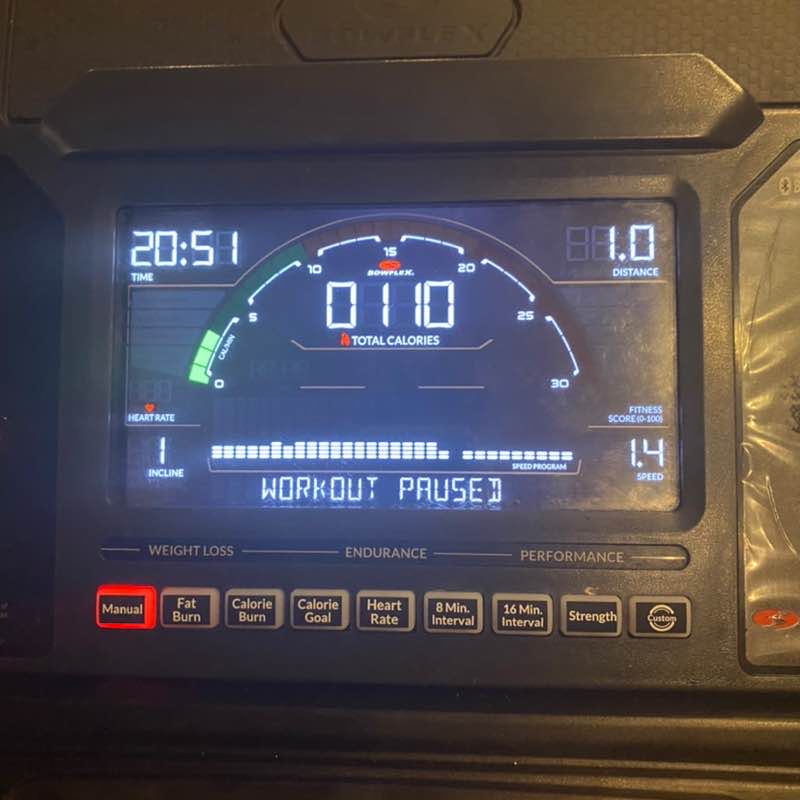 BOWFLEX
20:51
TIME
1.0
DISTANCE
0 5 10 15 20 25 30
CAL/MIN
BOWFLEX.
0110
TOTAL CALORIES
HEART RATE
FITNESS
SCORE (0-100)
1
INCLINE
1.4
SPEED
SPEED PROGRAM
WORKOUT PAUSED
WEIGHT LOSS ENDURANCE PERFORMANCE
Manual
Fat
Burn
Calorie
Burn
Calorie
Goal
Heart
Rate
8 Min.
Interval
16 Min.
Interval
Strength
Custom